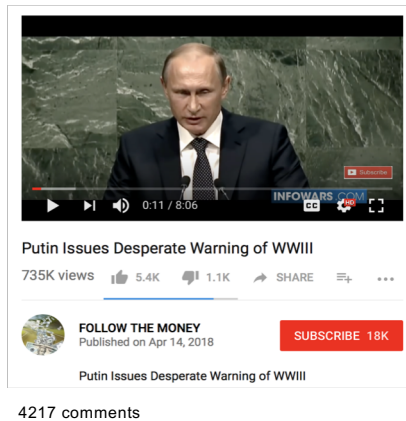 Subscribe
INFOWARS.COM
0:11 / 8:06
CC
HD
Putin Issues Desperate Warning of WWIII
735K views 5.4K 1.1K SHARE
FOLLOW THE MONEY
Published on Apr 14, 2018
SUBSCRIBE 18K
Putin Issues Desperate Warning of WWIII
4217 comments